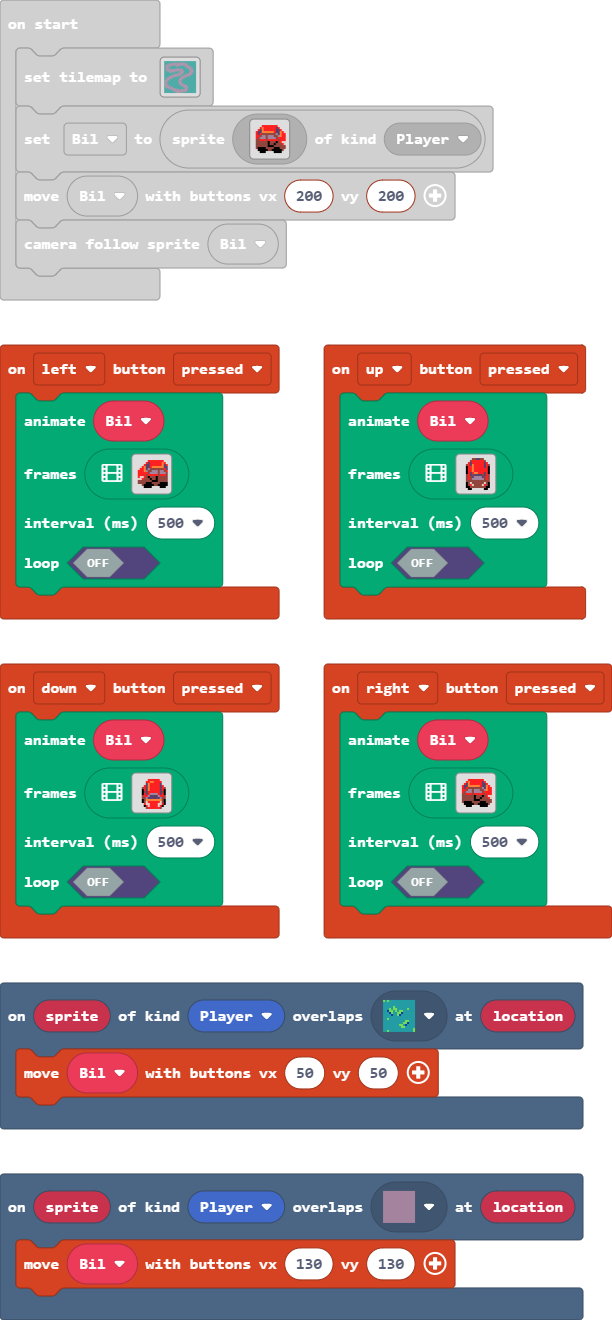 on start
set tilemap to
set Bil to sprite of kind Player
move Bil with buttons vx 200 vy 200
camera follow sprite Bil
on left button pressed
animate Bil
frames
interval (ms) 500
loop OFF
on up button pressed
animate Bil
frames
interval (ms) 500
loop OFF
on down button pressed
animate Bil
frames
interval (ms) 500
loop OFF
on right button pressed
animate Bil
frames
interval (ms) 500
loop OFF
on sprite of kind Player overlaps at location
move Bil with buttons vx 50 vy 50
on sprite of kind Player overlaps at location
move Bil with buttons vx 130 vy 130